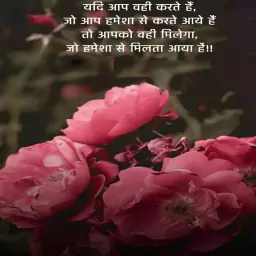 यदि आप वही करते हैं,
जो आप हमेशा से करते आये हैं
तो आपको वही मिलेगा,
जो हमेशा से मिलता आया है!!